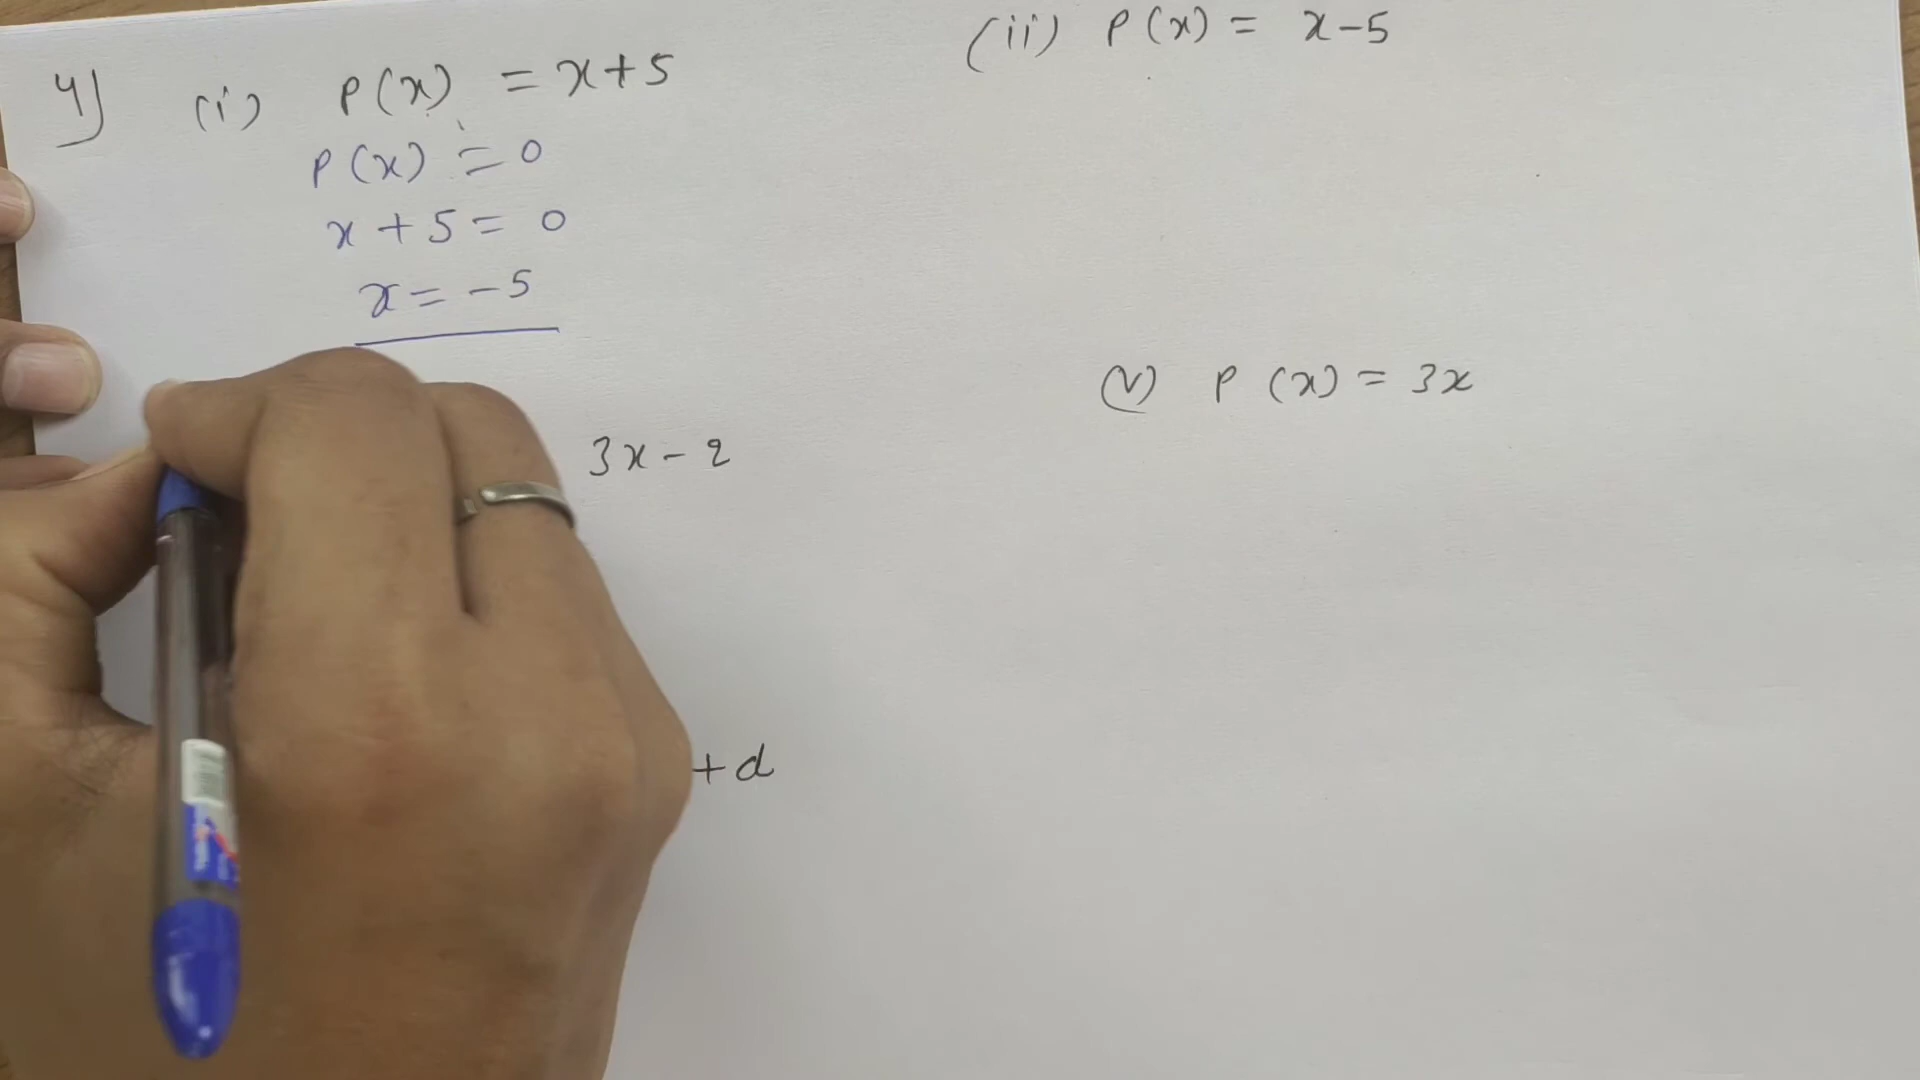 4)
(i) P(x) = x+5
P(x) = 0
x + 5 = 0
x = -5
(ii) P(x) = x-5
3x - 2
(v) P(x) = 3x
+d